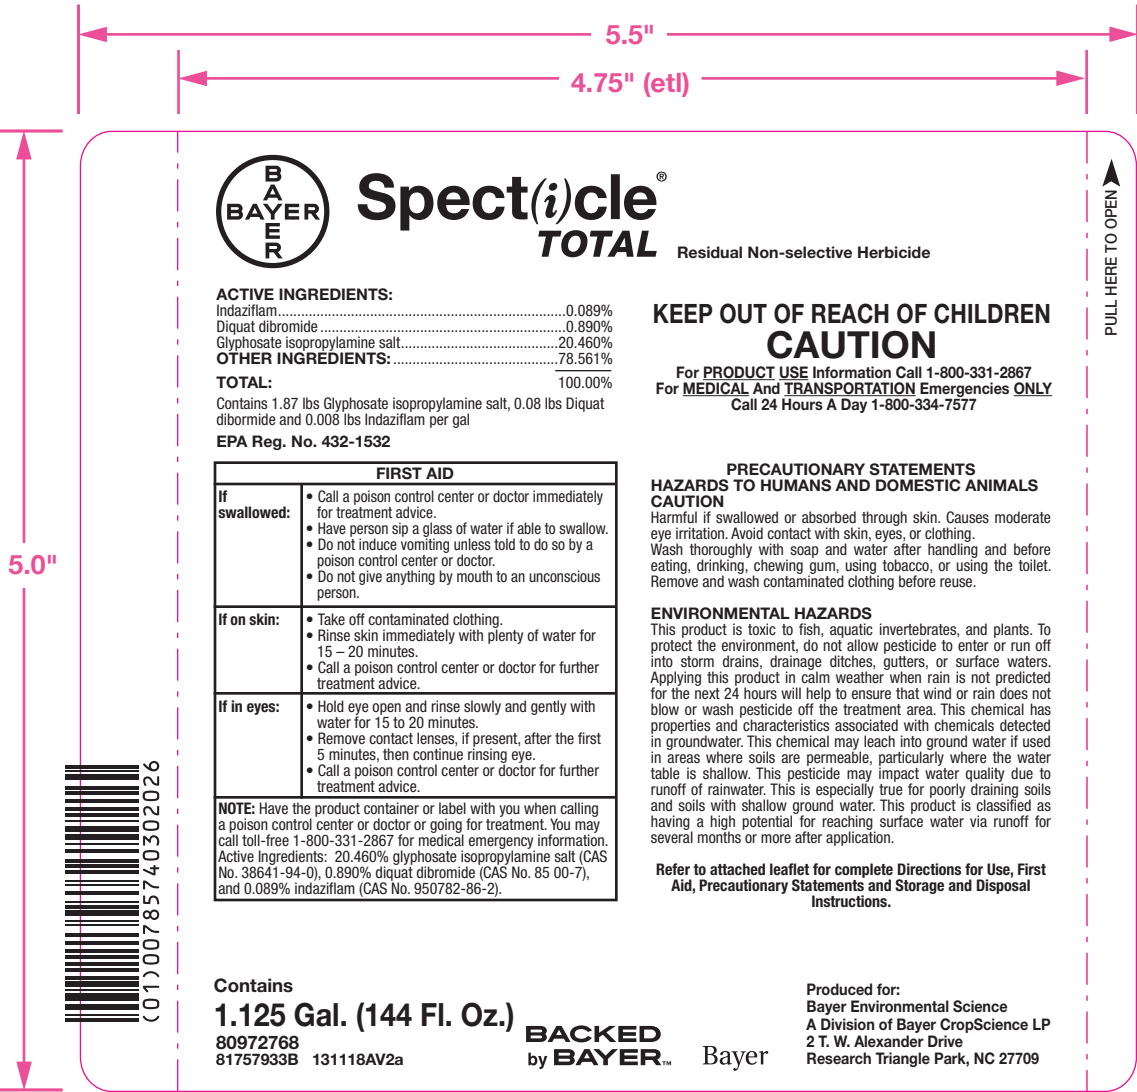 5.5"
4.75" (etl)
5.0"
PULL HERE TO OPEN
BAYER
BAYER
Spect(i)cle®
TOTAL
Residual Non-selective Herbicide
ACTIVE INGREDIENTS:
Indaziflam..........................................................................0.089%
Diquat dibromide................................................................0.890%
Glyphosate isopropylamine salt.........................................20.460%
OTHER INGREDIENTS:...........................................78.561%
TOTAL: 100.00%
Contains 1.87 lbs Glyphosate isopropylamine salt, 0.08 lbs Diquat
dibormide and 0.008 lbs Indaziflam per gal
EPA Reg. No. 432-1532
FIRST AID
If
swallowed:
• Call a poison control center or doctor immediately
for treatment advice.
• Have person sip a glass of water if able to swallow.
• Do not induce vomiting unless told to do so by a
poison control center or doctor.
• Do not give anything by mouth to an unconscious
person.
If on skin:
• Take off contaminated clothing.
• Rinse skin immediately with plenty of water for
15 – 20 minutes.
• Call a poison control center or doctor for further
treatment advice.
If in eyes:
• Hold eye open and rinse slowly and gently with
water for 15 to 20 minutes.
• Remove contact lenses, if present, after the first
5 minutes, then continue rinsing eye.
• Call a poison control center or doctor for further
treatment advice.
NOTE: Have the product container or label with you when calling
a poison control center or doctor or going for treatment. You may
call toll-free 1-800-331-2867 for medical emergency information.
Active Ingredients: 20.460% glyphosate isopropylamine salt (CAS
No. 38641-94-0), 0.890% diquat dibromide (CAS No. 85 00-7),
and 0.089% indaziflam (CAS No. 950782-86-2).
KEEP OUT OF REACH OF CHILDREN
CAUTION
For PRODUCT USE Information Call 1-800-331-2867
For MEDICAL And TRANSPORTATION Emergencies ONLY
Call 24 Hours A Day 1-800-334-7577
PRECAUTIONARY STATEMENTS
HAZARDS TO HUMANS AND DOMESTIC ANIMALS
CAUTION
Harmful if swallowed or absorbed through skin. Causes moderate
eye irritation. Avoid contact with skin, eyes, or clothing.
Wash thoroughly with soap and water after handling and before
eating, drinking, chewing gum, using tobacco, or using the toilet.
Remove and wash contaminated clothing before reuse.
ENVIRONMENTAL HAZARDS
This product is toxic to fish, aquatic invertebrates, and plants. To
protect the environment, do not allow pesticide to enter or run off
into storm drains, drainage ditches, gutters, or surface waters.
Applying this product in calm weather when rain is not predicted
for the next 24 hours will help to ensure that wind or rain does not
blow or wash pesticide off the treatment area. This chemical has
properties and characteristics associated with chemicals detected
in groundwater. This chemical may leach into ground water if used
in areas where soils are permeable, particularly where the water
table is shallow. This pesticide may impact water quality due to
runoff of rainwater. This is especially true for poorly draining soils
and soils with shallow ground water. This product is classified as
having a high potential for reaching surface water via runoff for
several months or more after application.
Refer to attached leaflet for complete Directions for Use, First
Aid, Precautionary Statements and Storage and Disposal
Instructions.
(01)00785740302026
Contains
1.125 Gal. (144 Fl. Oz.)
80972768
81757933B 131118AV2a
BACKED
by BAYER™
Bayer
Produced for:
Bayer Environmental Science
A Division of Bayer CropScience LP
2 T. W. Alexander Drive
Research Triangle Park, NC 27709